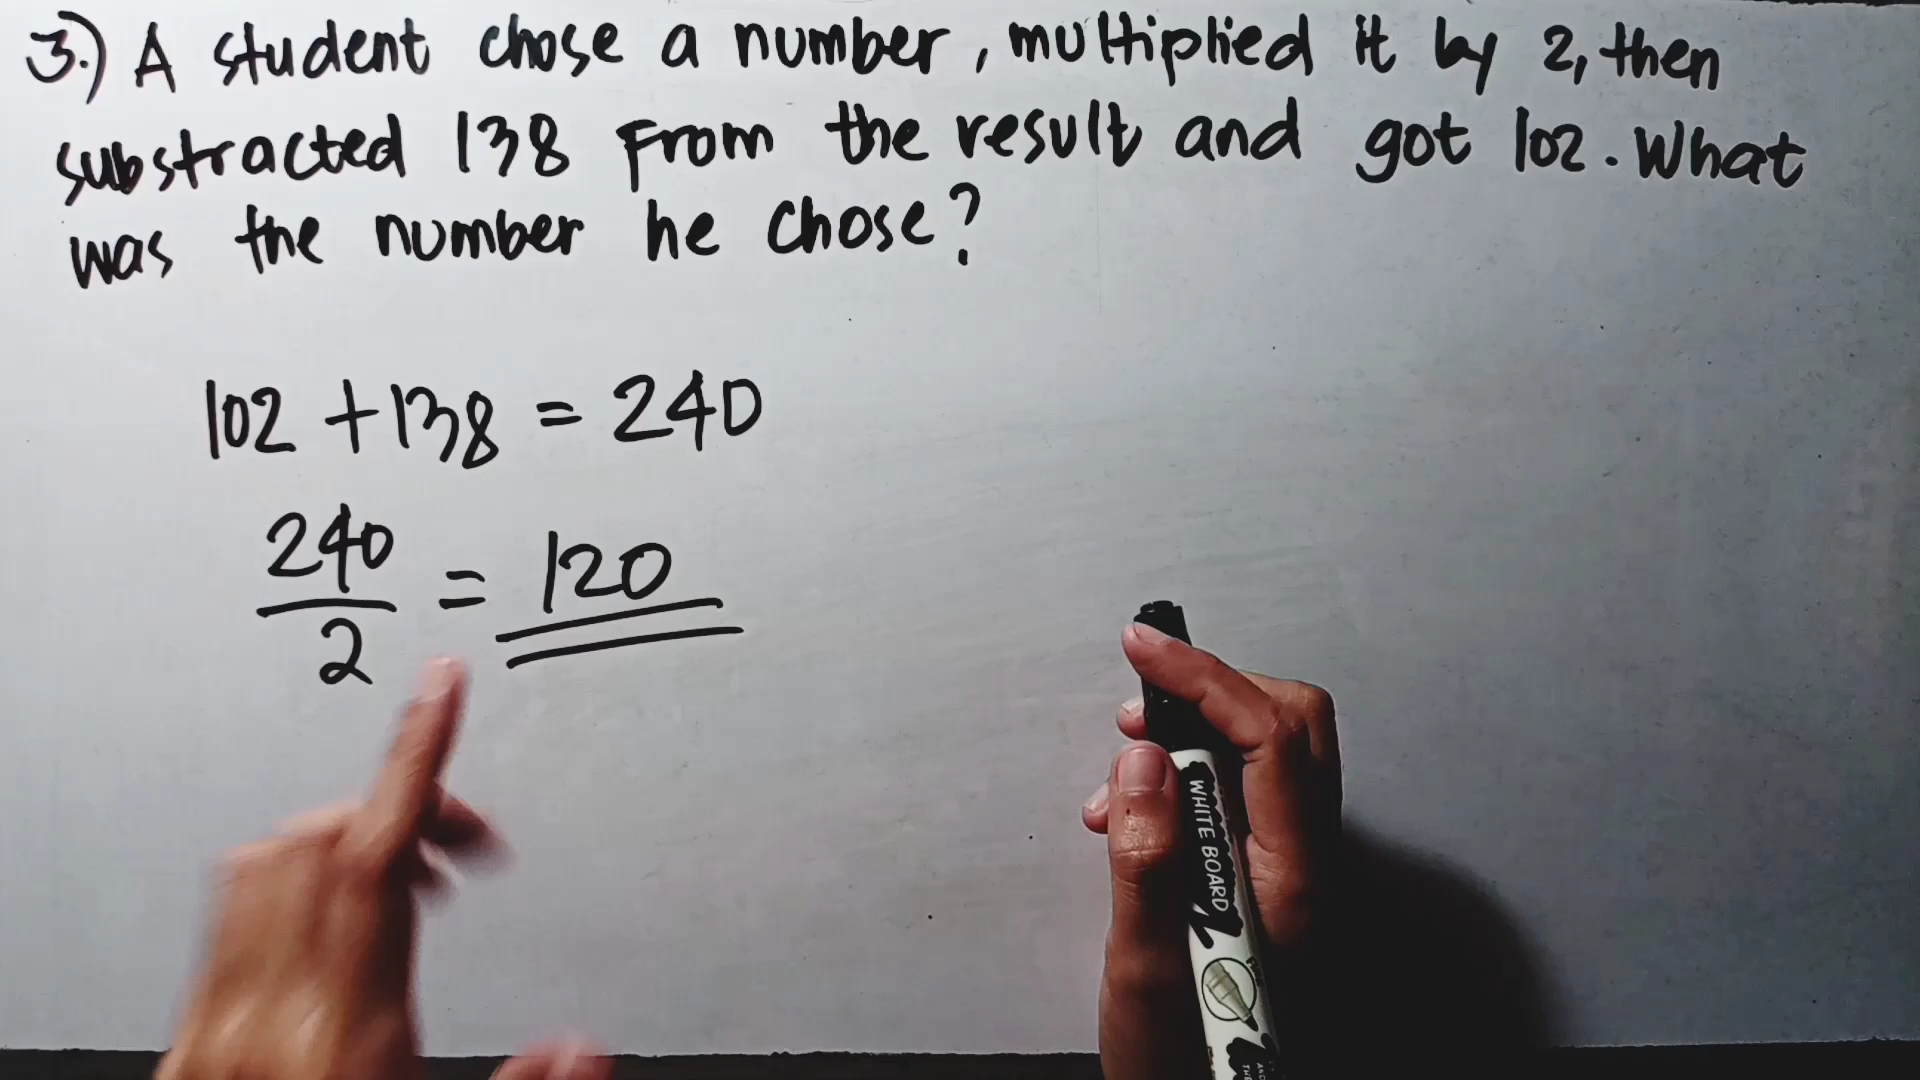 3.) A student chose a number, multiplied it by 2, then
substracted 138 From the result and got 102. What
was the number he chose?
102 + 138 = 240
240
2
= 120
WHITE BOARD